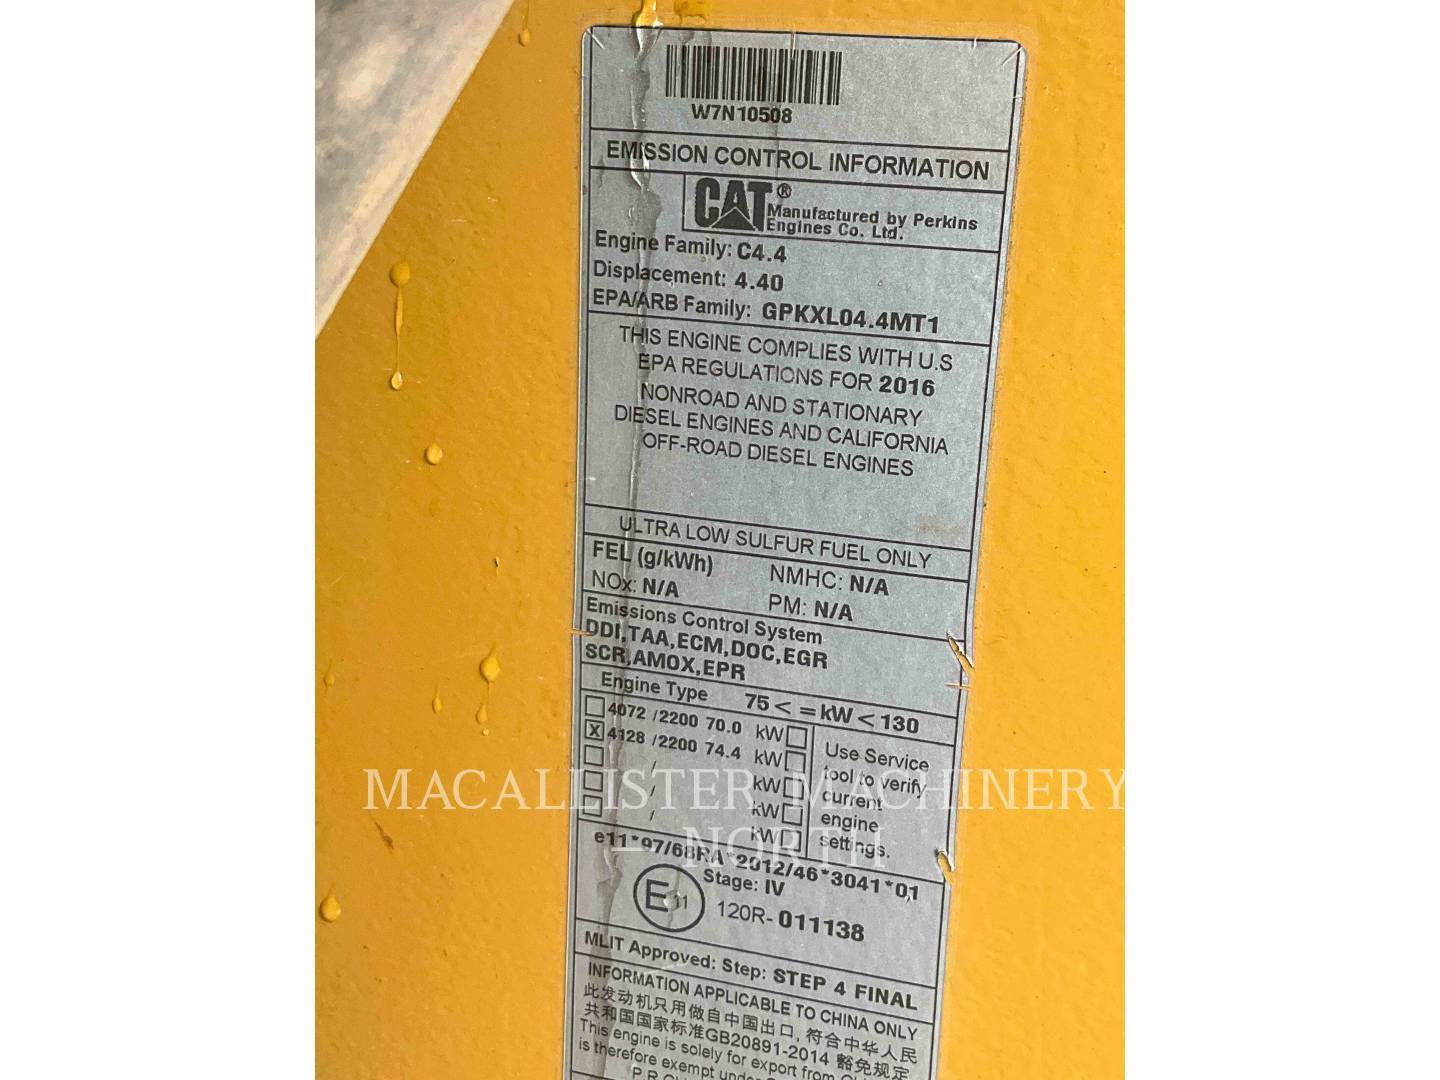 W7N10508
EMISSION CONTROL INFORMATION
CAT®
Manufactured by Perkins
Engines Co. Ltd.
Engine Family: C4.4
Displacement: 4.40
EPA/ARB Family: GPKXL04.4MT1
THIS ENGINE COMPLIES WITH U.S
EPA REGULATIONS FOR 2016
NONROAD AND STATIONARY
DIESEL ENGINES AND CALIFORNIA
OFF-ROAD DIESEL ENGINES
ULTRA LOW SULFUR FUEL ONLY
FEL (g/kWh) NMHC: N/A
NOx: N/A PM: N/A
Emissions Control System
DDI,TAA,ECM,DOC,EGR
SCR,AMOX,EPR
Engine Type 75 < = kW < 130
4072 /2200 70.0 kW
X 4128 /2200 74.4 kW
/ kW
/ kW
/ kW
Use Service
tool to verify
current
engine
settings.
MACALLISTER MACHINERY
— NORTH
e11*97/68RA*2012/46*3041*01
Stage: IV
E 11 120R- 011138
MLIT Approved: Step: STEP 4 FINAL
INFORMATION APPLICABLE TO CHINA ONLY
此发动机只用做自中国出口, 符合中华人民
共和国国家标准GB20891-2014 豁免规定
This engine is solely for export from
is therefore exempt under